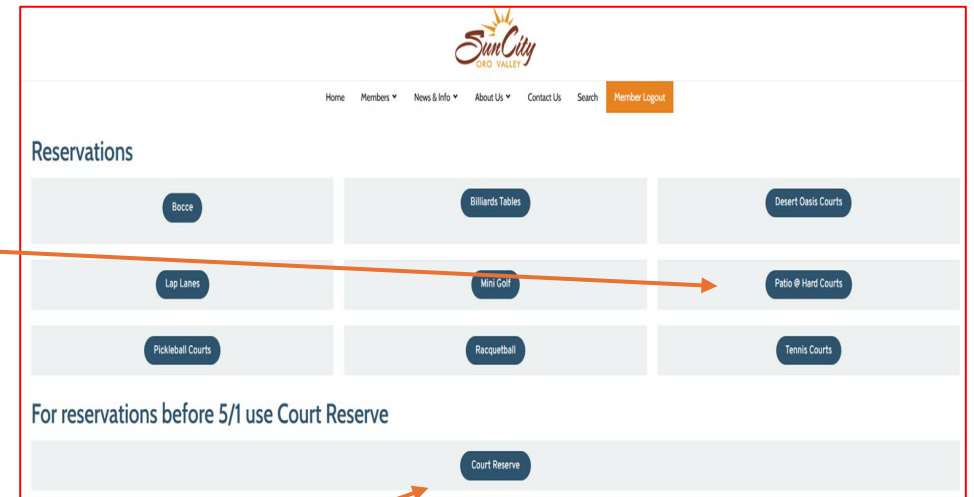 SunCity
ORO VALLEY
Home Members News & Info About Us Contact Us Search Member Logout
Reservations
Bocce Billiards Tables Desert Oasis Courts
Lap Lanes Mini Golf Patio @ Hard Courts
Pickleball Courts Racquetball Tennis Courts
For reservations before 5/1 use Court Reserve
Court Reserve